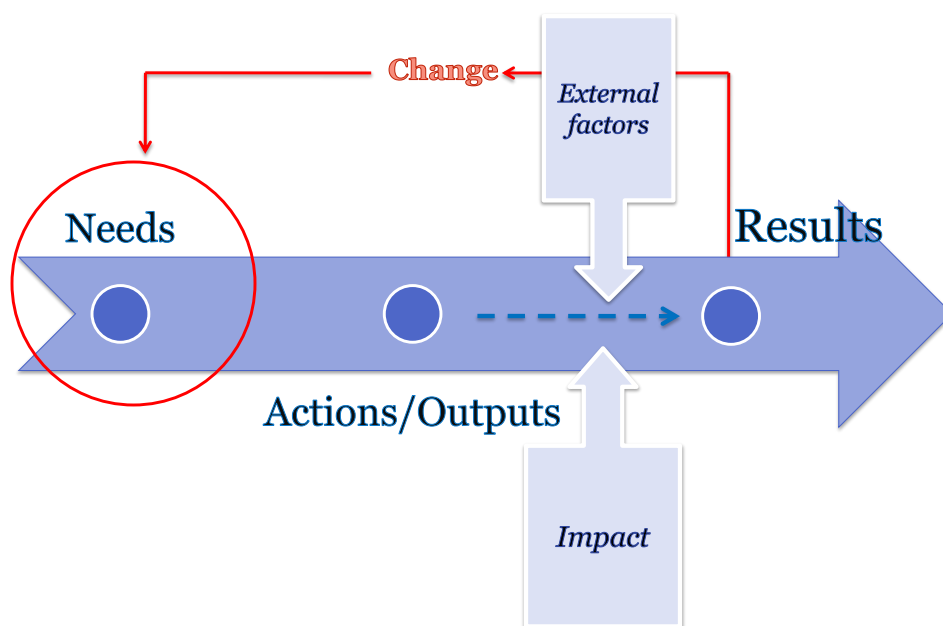 Change
External
factors
Needs
Results
Actions/Outputs
Impact